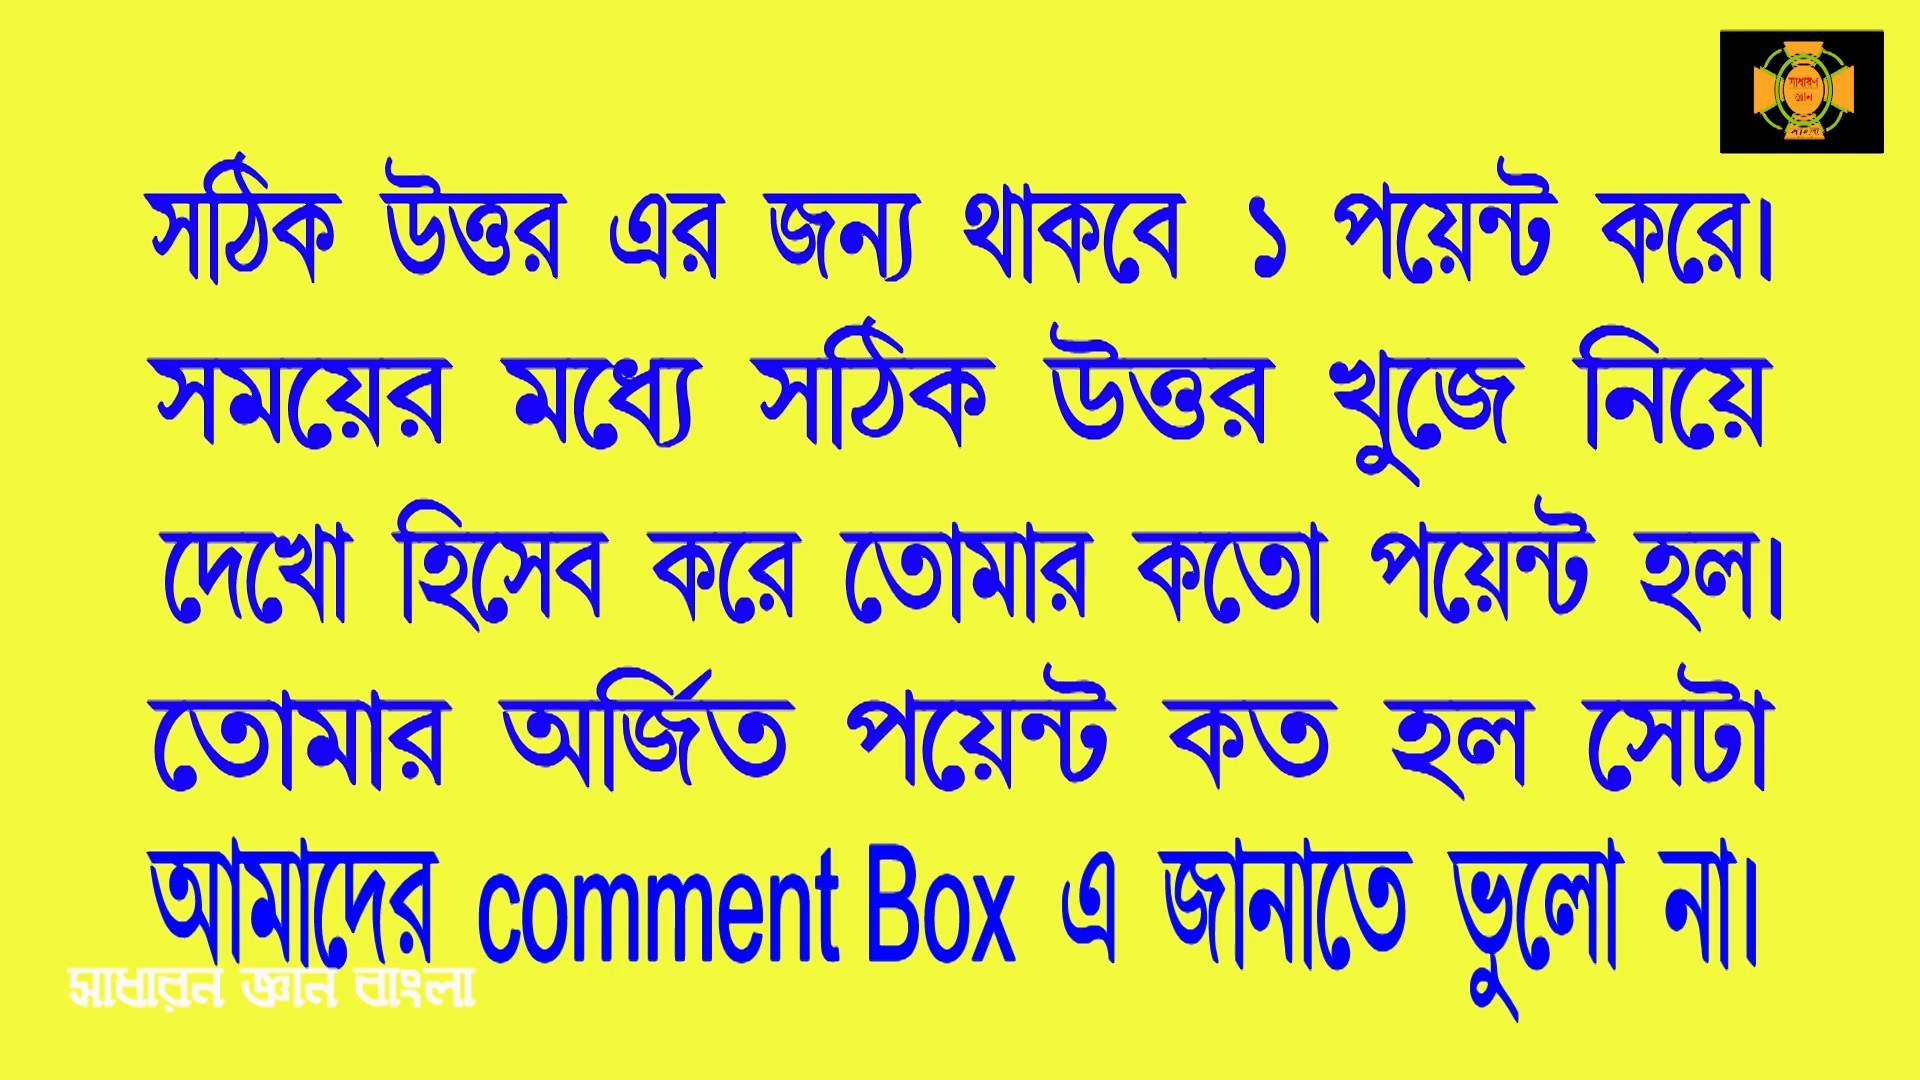 সাধারণ
জ্ঞান
সঠিক উত্তর এর জন্য থাকবে ১ পয়েন্ট করে।
সময়ের মধ্যে সঠিক উত্তর খুজে নিয়ে
দেখো হিসেব করে তোমার কতো পয়েন্ট হল।
তোমার অর্জিত পয়েন্ট কত হল সেটা
আমাদের comment Box এ জানাতে ভুলো না।
সাধারন জ্ঞান বাংলা